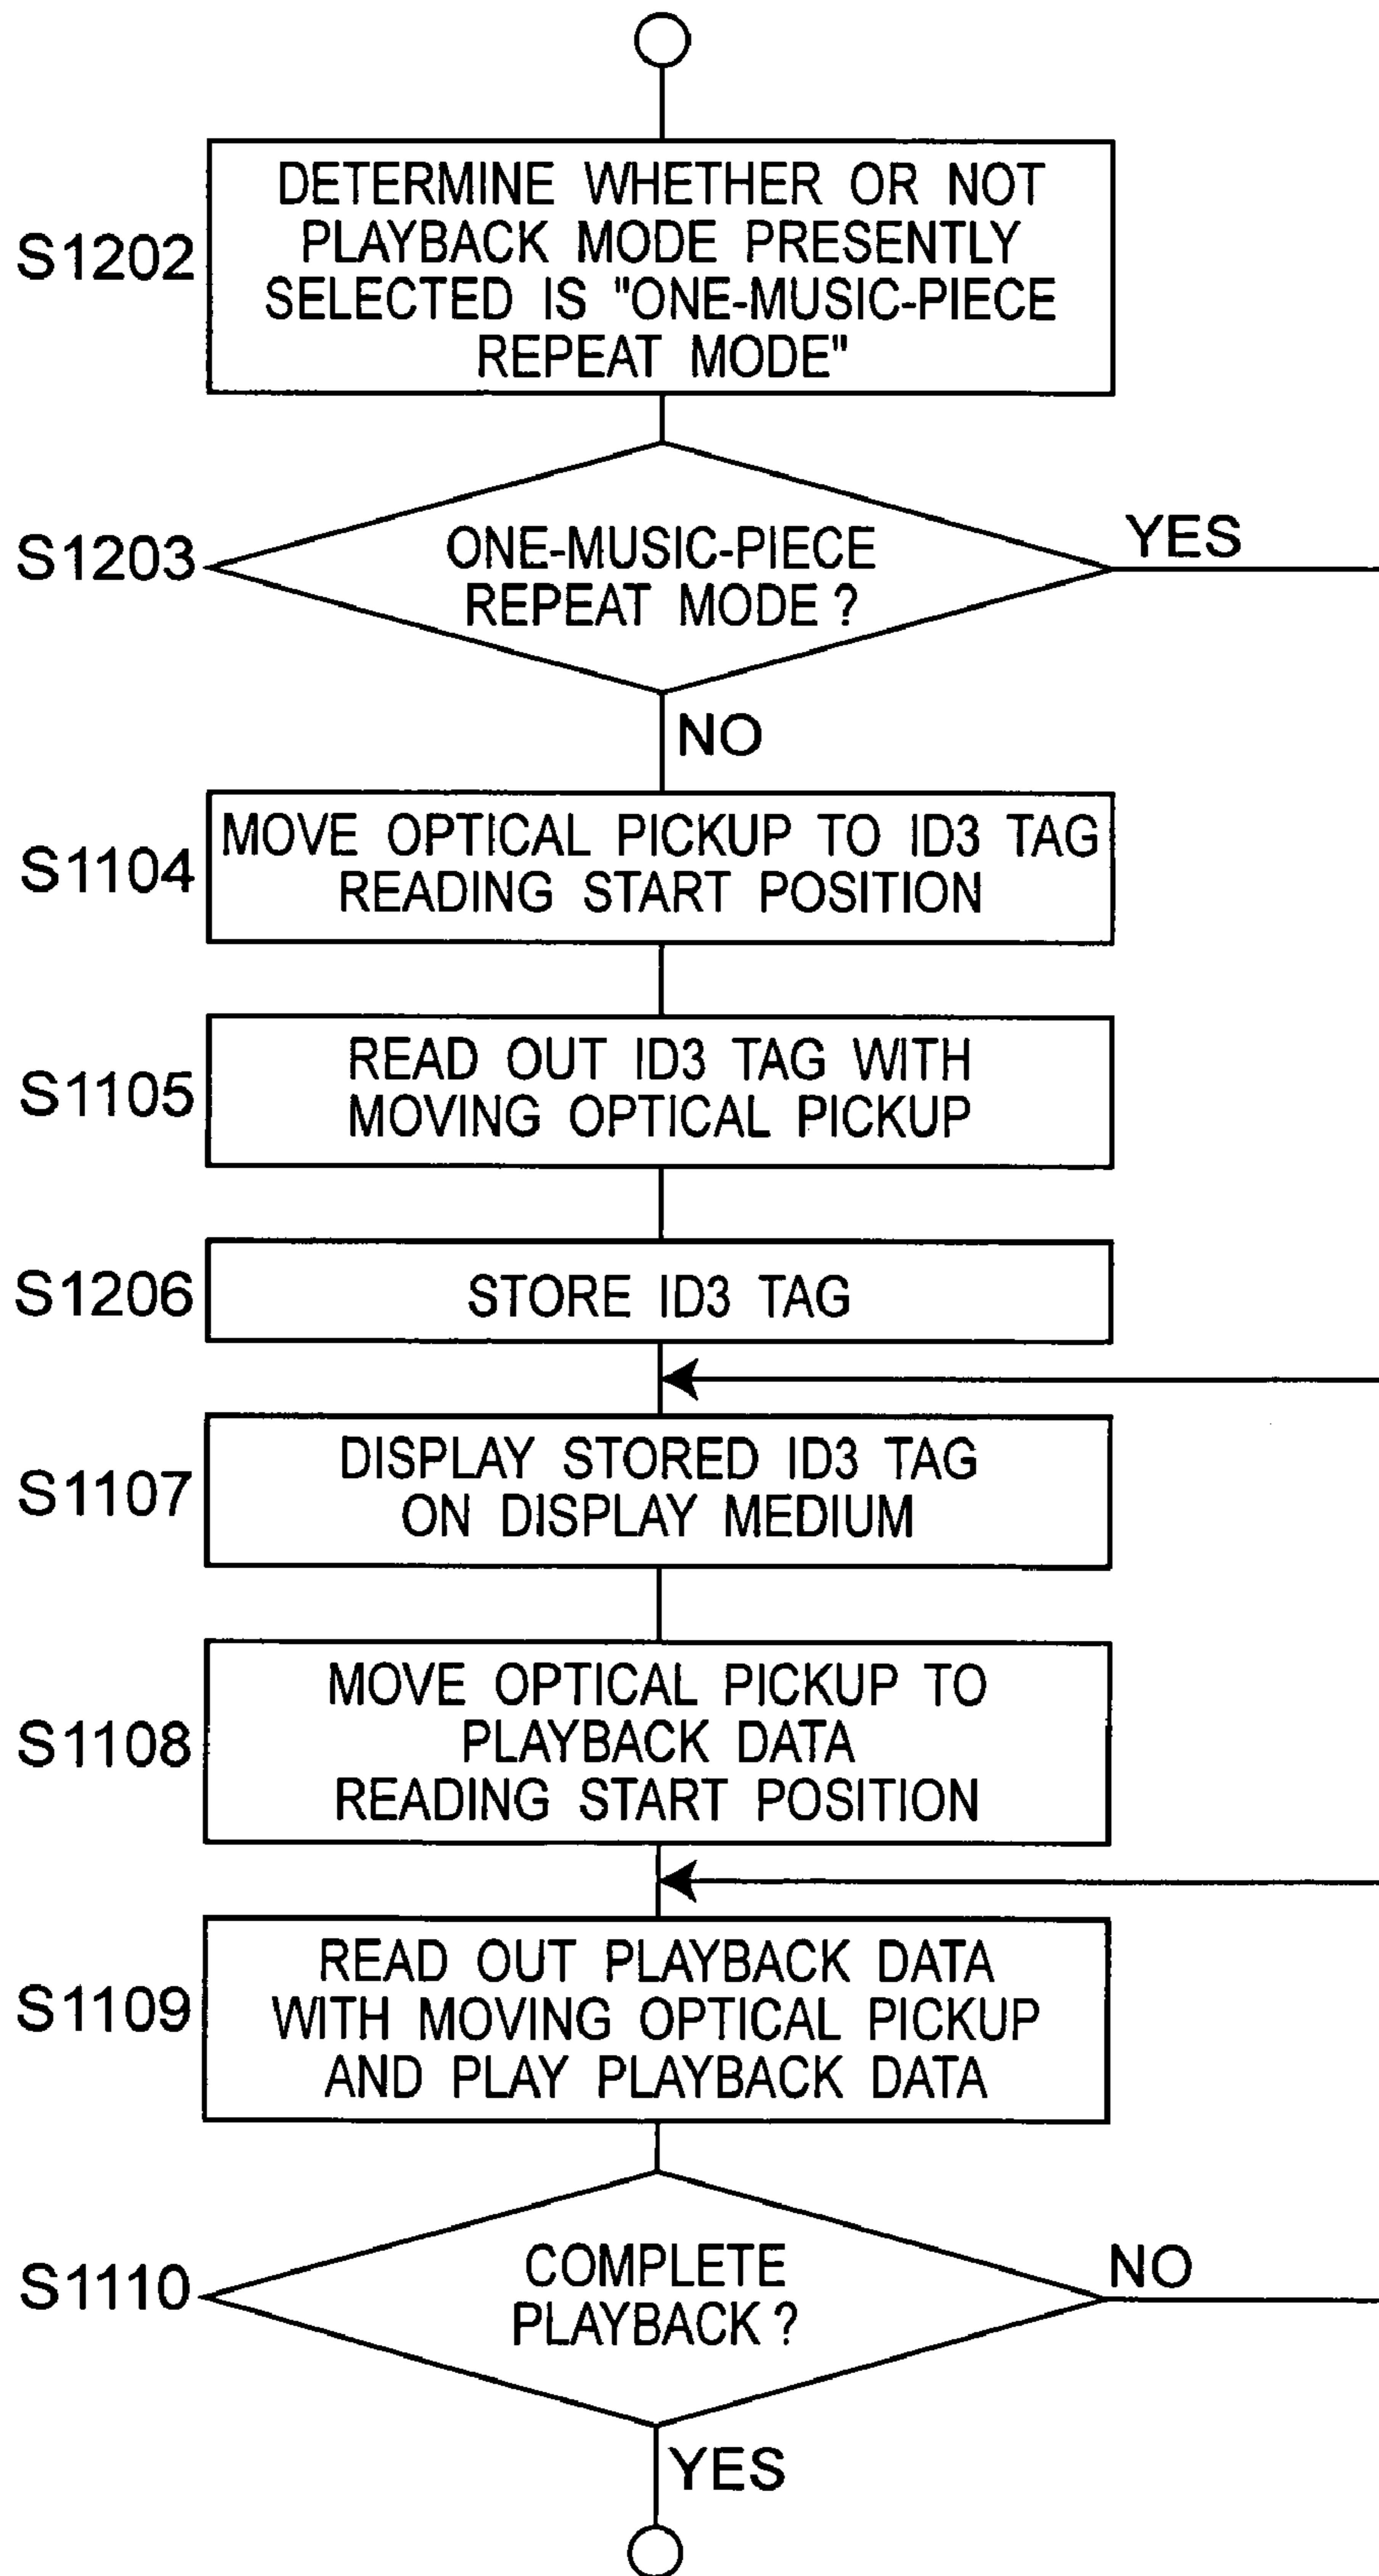 S1202
DETERMINE WHETHER OR NOT
PLAYBACK MODE PRESENTLY
SELECTED IS "ONE-MUSIC-PIECE
REPEAT MODE"
S1203
ONE-MUSIC-PIECE
REPEAT MODE ?
YES
NO
S1104
MOVE OPTICAL PICKUP TO ID3 TAG
READING START POSITION
S1105
READ OUT ID3 TAG WITH
MOVING OPTICAL PICKUP
S1206
STORE ID3 TAG
S1107
DISPLAY STORED ID3 TAG
ON DISPLAY MEDIUM
S1108
MOVE OPTICAL PICKUP TO
PLAYBACK DATA
READING START POSITION
S1109
READ OUT PLAYBACK DATA
WITH MOVING OPTICAL PICKUP
AND PLAY PLAYBACK DATA
S1110
COMPLETE
PLAYBACK ?
NO
YES